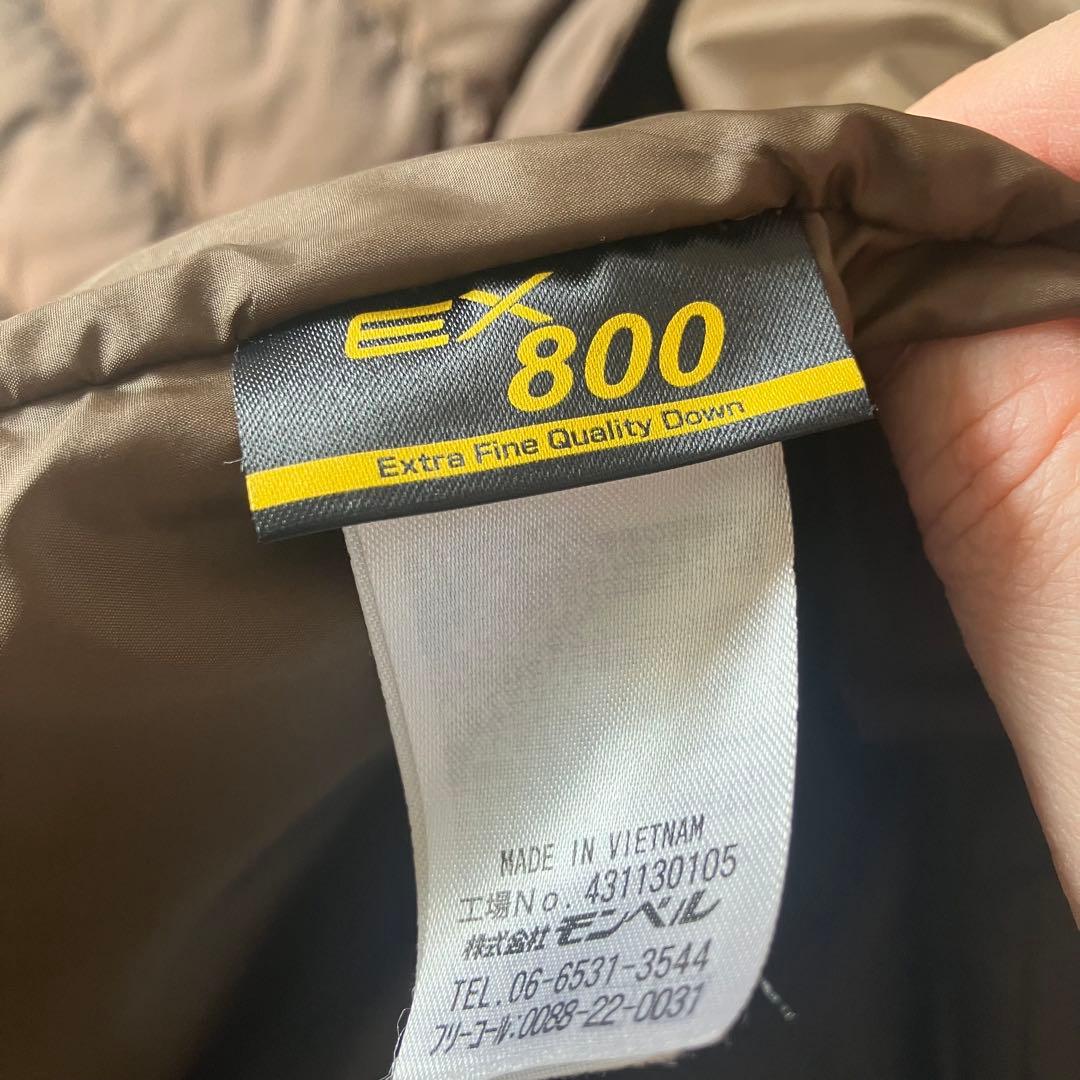 EX
800
Extra Fine Quality Down
MADE IN VIETNAM
工場No. 431130105
株式会社 モンベル
TEL. 06-6531-3544
フリーコール:0088-22-0031